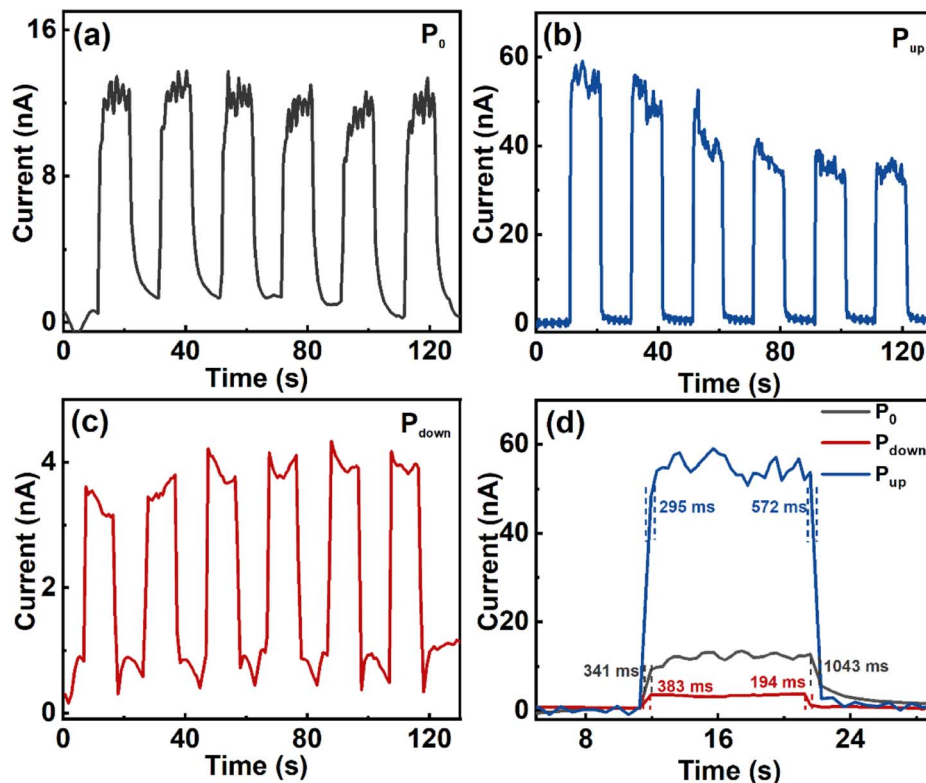 (a)
P0
16
8
0
Current (nA)
0 40 80 120
Time (s)
(b)
Pup
60
40
20
0
Current (nA)
0 40 80 120
Time (s)
(c)
Pdown
4
2
0
Current (nA)
0 40 80 120
Time (s)
(d)
P0
Pdown
Pup
60
40
20
0
Current (nA)
295 ms 572 ms
341 ms 1043 ms
383 ms 194 ms
8 16 24
Time (s)